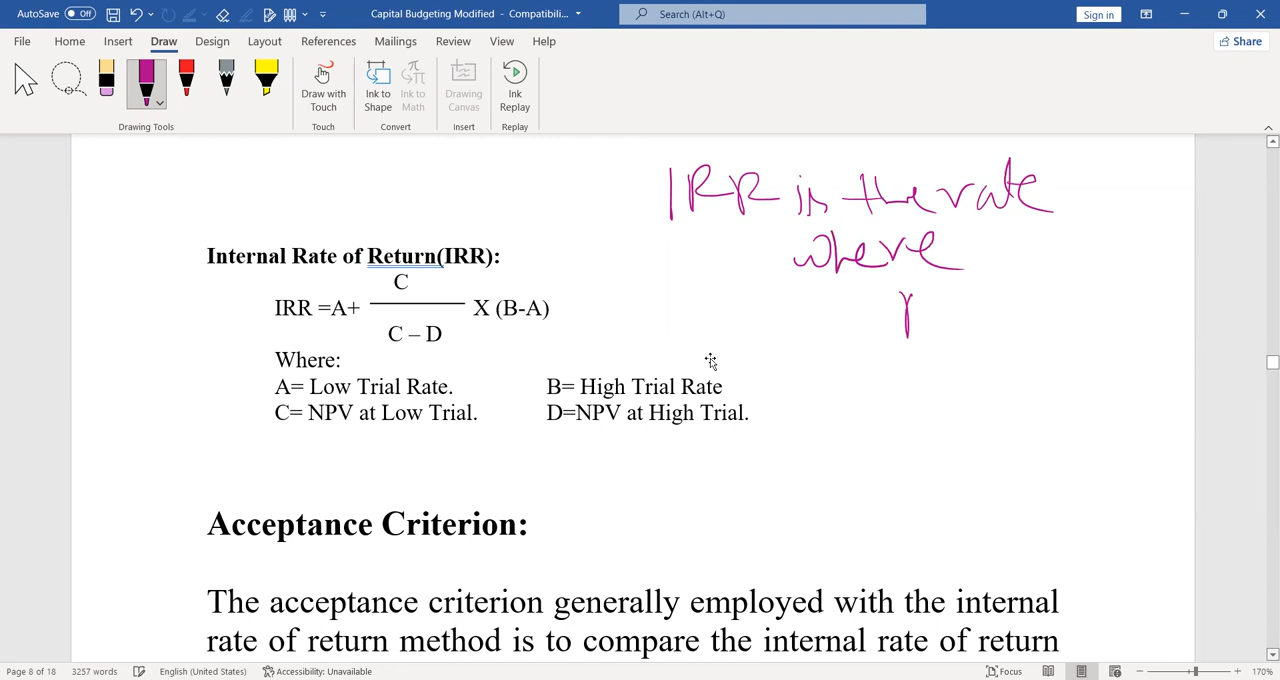 AutoSave Off Capital Budgeting Modified - Compatibili... Search (Alt+Q) Sign in
File Home Insert Draw Design Layout References Mailings Review View Help Share
Draw with Touch Ink to Shape Ink to Math Drawing Canvas Ink Replay
Drawing Tools Touch Convert Insert Replay
IRR is the rate
where
Internal Rate of Return(IRR):
C
IRR =A+ X (B-A)
C – D
Where:
A= Low Trial Rate. B= High Trial Rate
C= NPV at Low Trial. D=NPV at High Trial.
Acceptance Criterion:
The acceptance criterion generally employed with the internal
rate of return method is to compare the internal rate of return
Page 8 of 18 3257 words English (United States) Accessibility: Unavailable Focus 170%